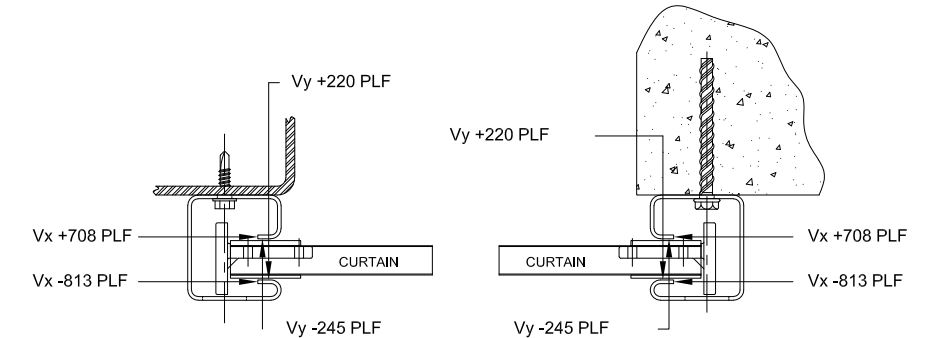 Vy +220 PLF
Vx +708 PLF
Vx -813 PLF
CURTAIN
Vy -245 PLF
Vy +220 PLF
CURTAIN
Vx +708 PLF
Vx -813 PLF
Vy -245 PLF